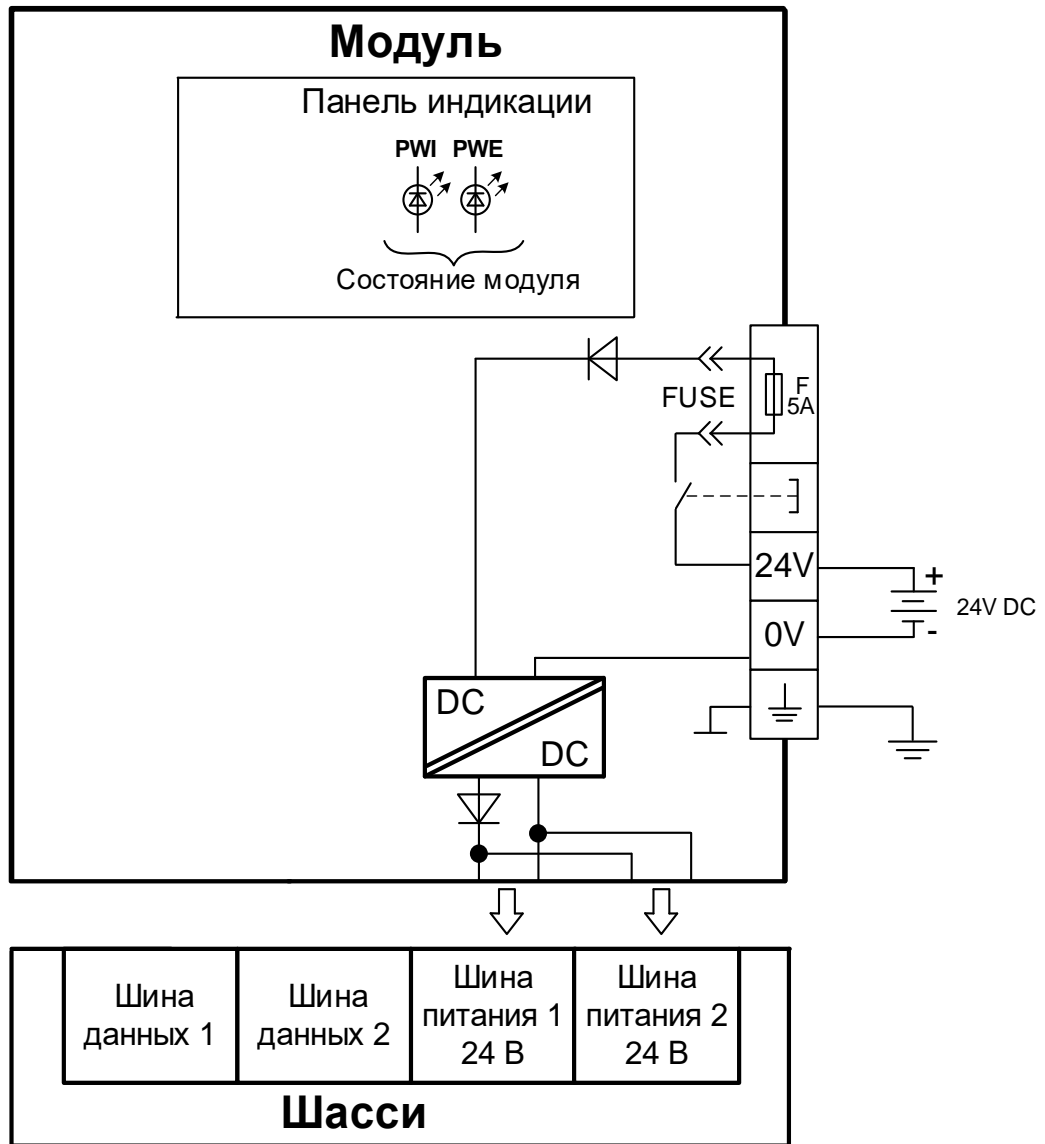 Модуль
Панель индикации
PWI PWE
Состояние модуля
FUSE
F
5A
24V
+
24V DC
0V
-
DC
DC
Шина
данных 1
Шина
данных 2
Шина
питания 1
24 В
Шина
питания 2
24 В
Шасси